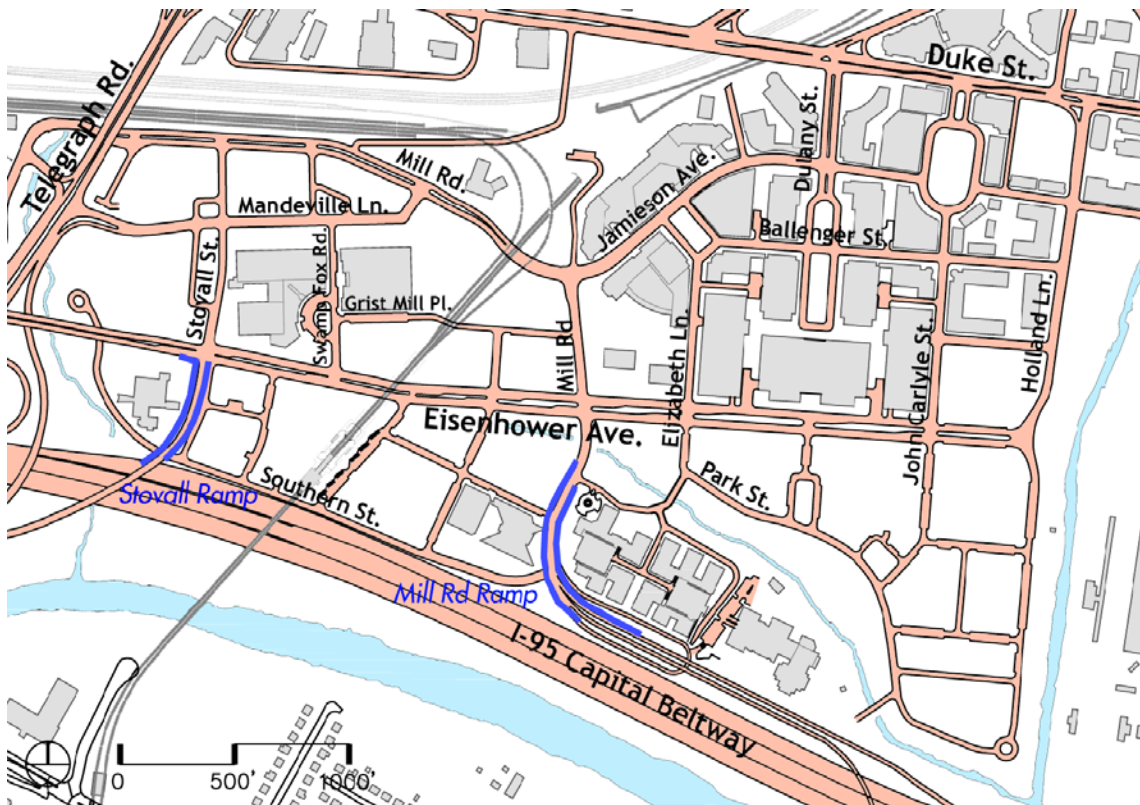 Duke St.
Telegraph Rd.
Dulany St.
Mill Rd.
Jamieson Ave.
Mandeville Ln.
Ballenger St.
Stovall St.
Swamp Fox Rd.
Grist Mill Pl.
Mill Rd
Elizabeth Ln.
John Carlyle St.
Holland Ln.
Eisenhower Ave.
Southern St.
Park St.
Stovall Ramp
Mill Rd Ramp
I-95 Capital Beltway
0 500' 1000'